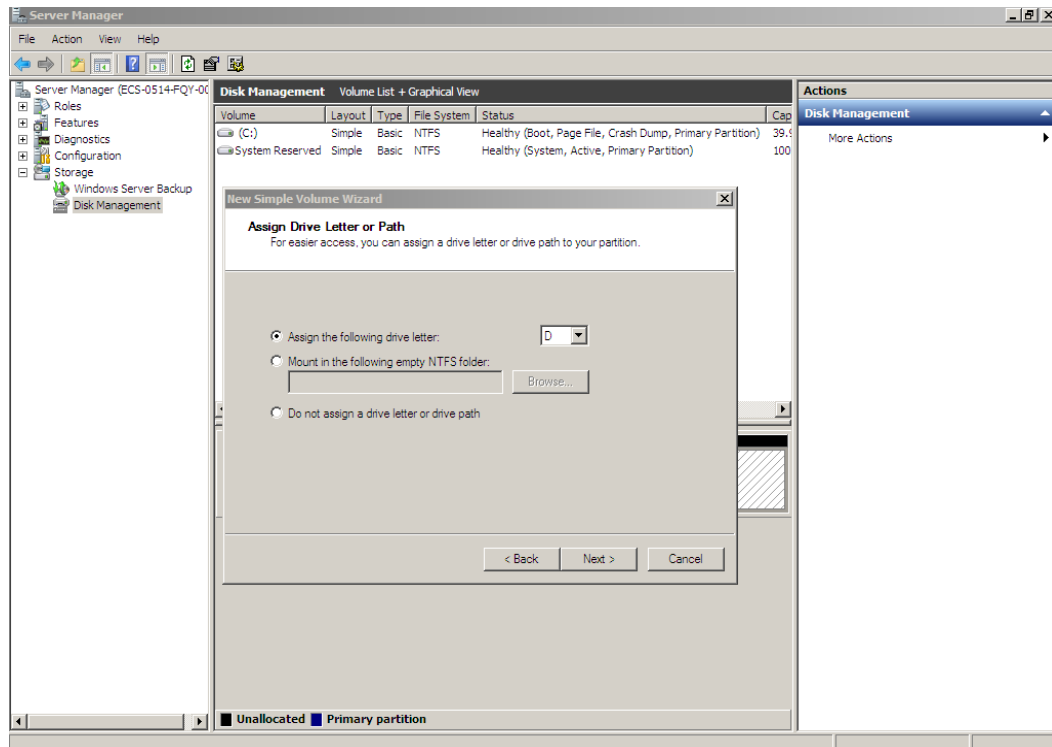 Server Manager
File Action View Help
Server Manager (ECS-0514-FQY-00
Roles
Features
Diagnostics
Configuration
Storage
Windows Server Backup
Disk Management
Disk Management Volume List + Graphical View
Volume Layout Type File System Status Cap
(C:) Simple Basic NTFS Healthy (Boot, Page File, Crash Dump, Primary Partition) 39.9
System Reserved Simple Basic NTFS Healthy (System, Active, Primary Partition) 100
New Simple Volume Wizard
Assign Drive Letter or Path
For easier access, you can assign a drive letter or drive path to your partition.
Assign the following drive letter: D
Mount in the following empty NTFS folder:
Browse...
Do not assign a drive letter or drive path
< Back Next > Cancel
Unallocated Primary partition
Actions
Disk Management
More Actions